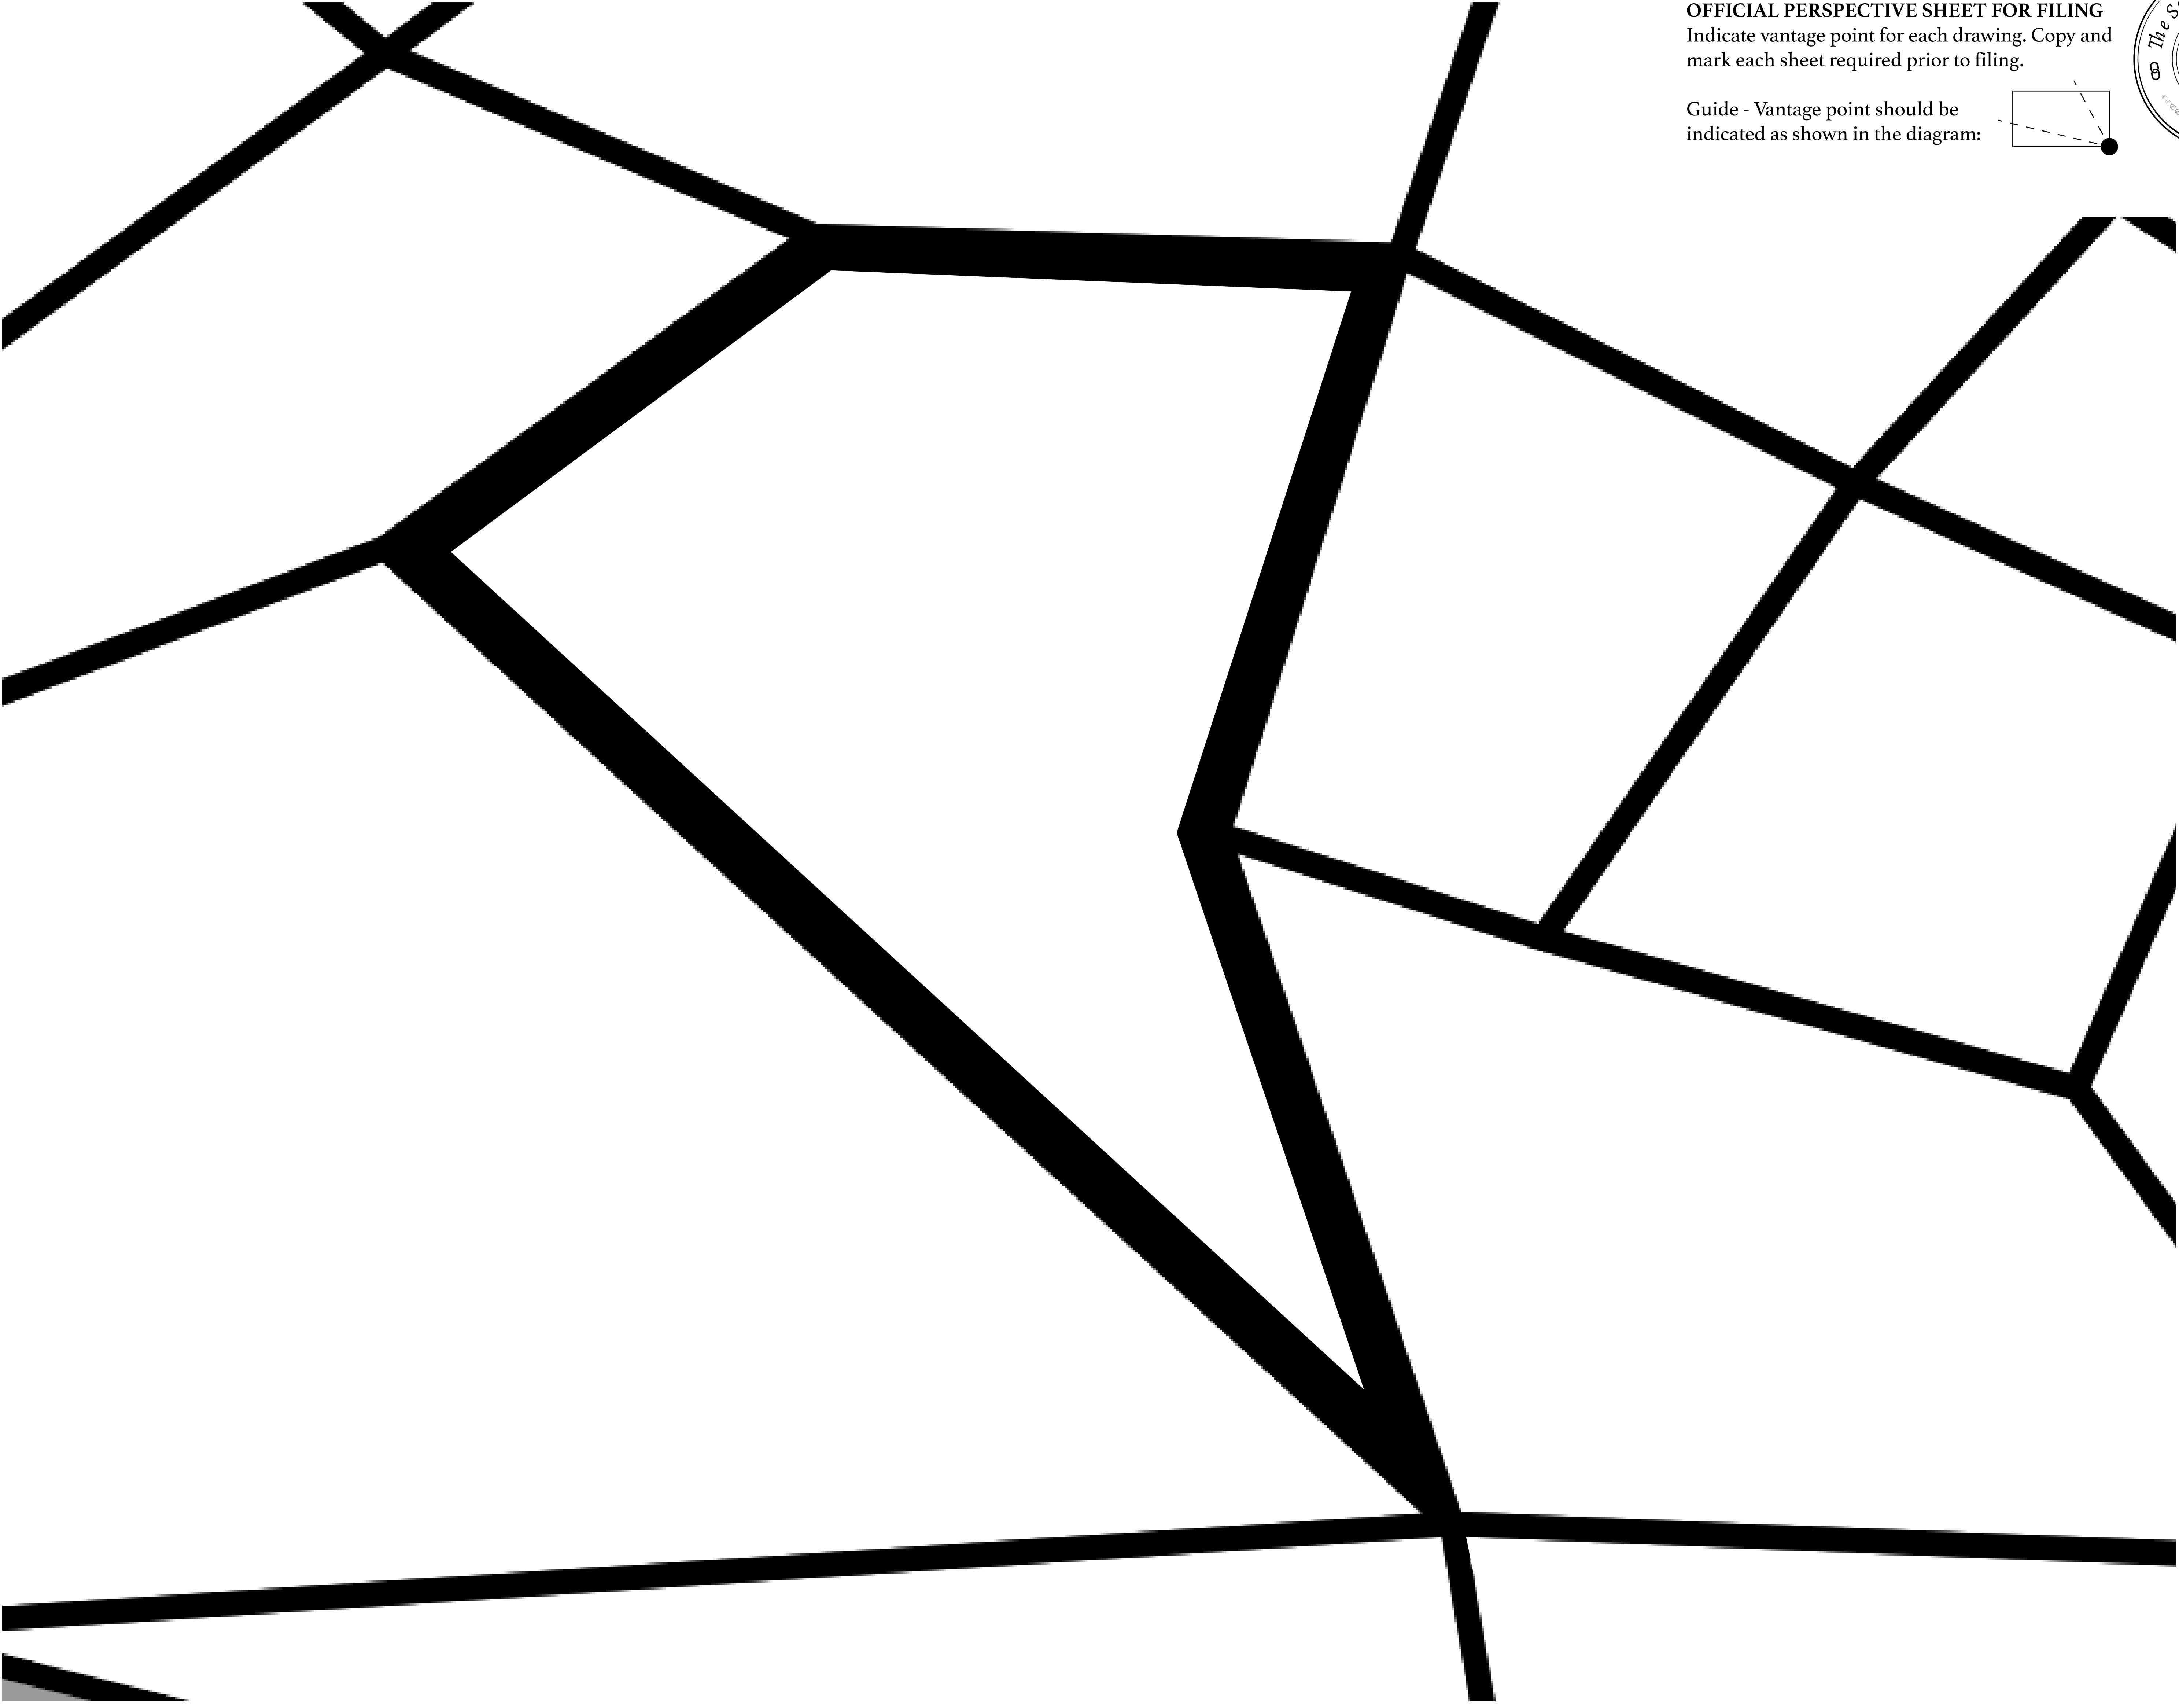 OFFICIAL PERSPECTIVE SHEET FOR FILING
Indicate vantage point for each drawing. Copy and
mark each sheet required prior to filing.
Guide - Vantage point should be
indicated as shown in the diagram:
The